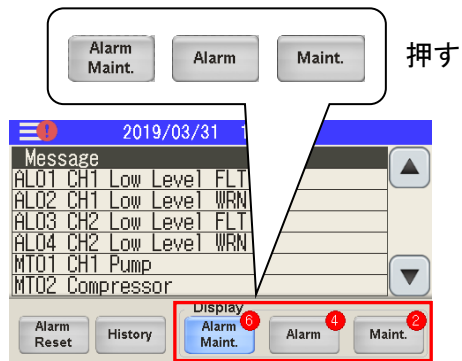 Alarm
Maint.
Alarm
Maint.
押す
2019/03/31
Message
AL01 CH1 Low Level FLT
AL02 CH1 Low Level WRN
AL03 CH2 Low Level FLT
AL04 CH2 Low Level WRN
MT01 CH1 Pump
MT02 Compressor
Display
Alarm
Reset
History
Alarm
Maint.
6
Alarm
4
Maint.
2